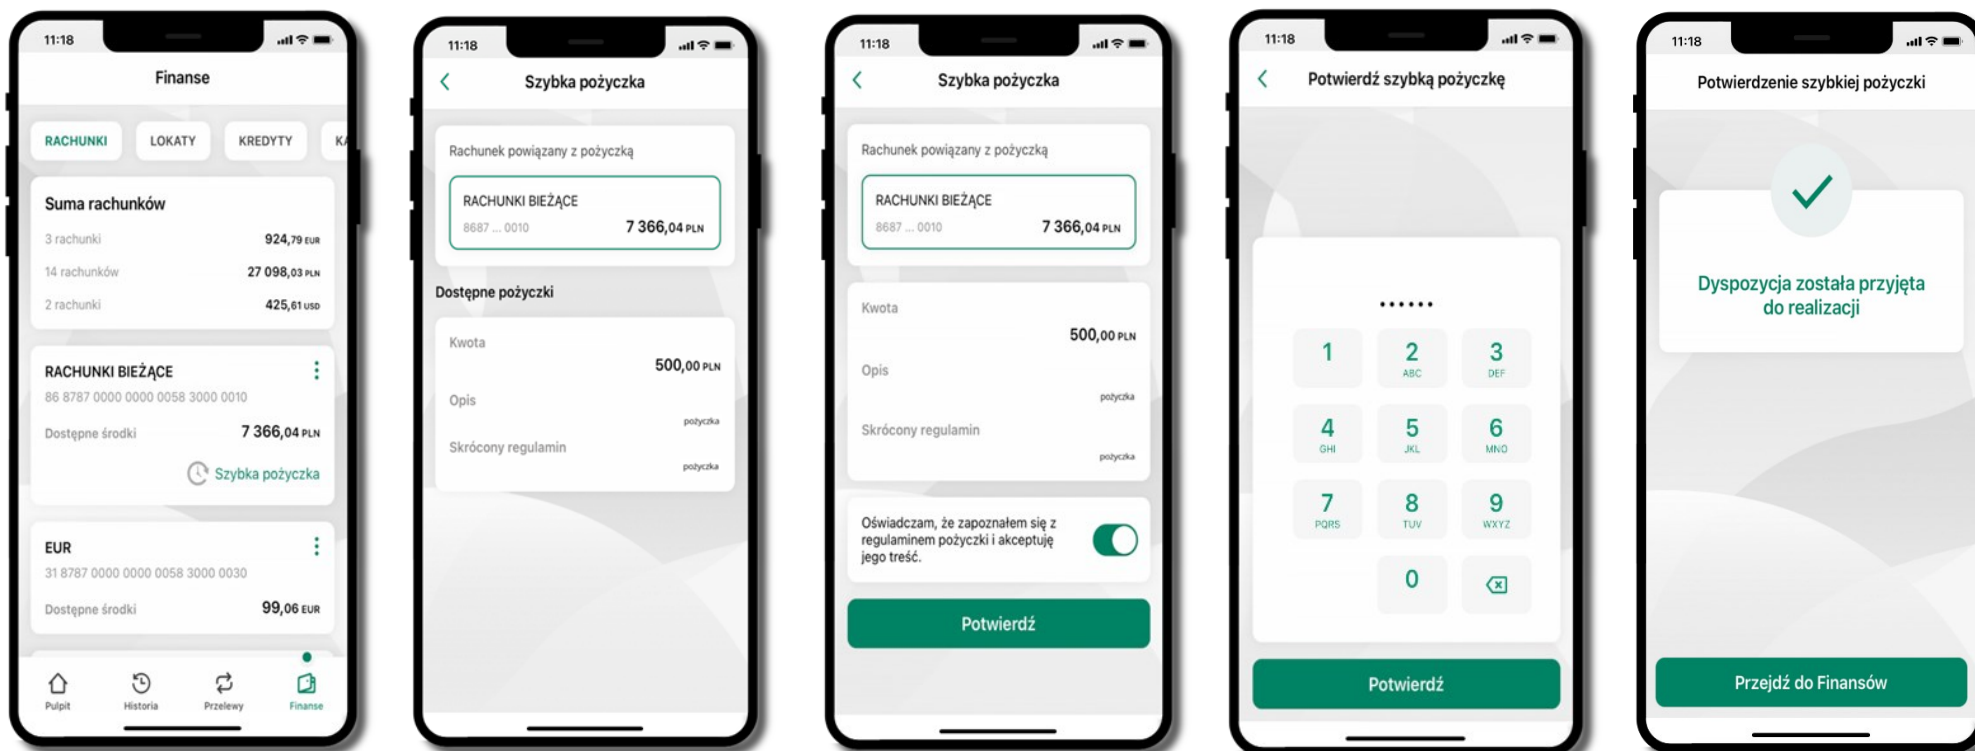 11:18
Finanse
RACHUNKI
LOKATY
KREDYTY
KA
Suma rachunków
3 rachunki
924,79 EUR
14 rachunków
27 098,03 PLN
2 rachunki
425,61 USD
RACHUNKI BIEŻĄCE
86 8787 0000 0000 0058 3000 0010
Dostępne środki
7 366,04 PLN
Szybka pożyczka
EUR
31 8787 0000 0000 0058 3000 0030
Dostępne środki
99,06 EUR
Pulpit
Historia
Przelewy
Finanse
11:18
Szybka pożyczka
Rachunek powiązany z pożyczką
RACHUNKI BIEŻĄCE
8687 ... 0010
7 366,04 PLN
Dostępne pożyczki
Kwota
500,00 PLN
Opis
pożyczka
Skrócony regulamin
pożyczka
11:18
Szybka pożyczka
Rachunek powiązany z pożyczką
RACHUNKI BIEŻĄCE
8687 ... 0010
7 366,04 PLN
Kwota
500,00 PLN
Opis
pożyczka
Skrócony regulamin
pożyczka
Oświadczam, że zapoznałem się z
regulaminem pożyczki i akceptuję
jego treść.
Potwierdź
11:18
Potwierdź szybką pożyczkę
1
2
3
ABC
DEF
4
5
6
GHI
JKL
MNO
7
8
9
PQRS
TUV
WXYZ
0
Potwierdź
11:18
Potwierdzenie szybkiej pożyczki
Dyspozycja została przyjęta
do realizacji
Przejdź do Finansów